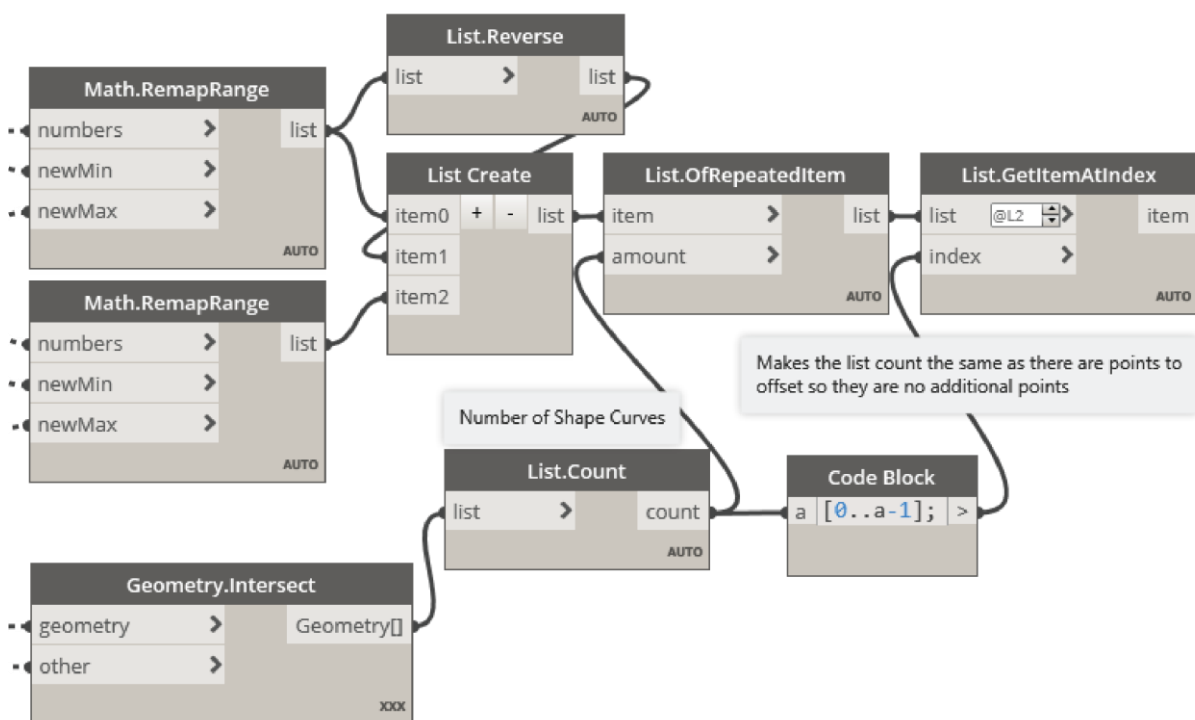 List.Reverse
list > list
AUTO
Math.RemapRange
numbers > list
newMin >
newMax >
AUTO
List Create
item0 + - list
item1
item2
List.OfRepeatedItem
item > list
amount >
AUTO
List.GetItemAtIndex
list @L2 > item
index >
AUTO
Math.RemapRange
numbers > list
newMin >
newMax >
AUTO
Makes the list count the same as there are points to
offset so they are no additional points
Number of Shape Curves
List.Count
list > count
AUTO
Code Block
a [0..a-1]; >
Geometry.Intersect
geometry > Geometry[]
other >
XXX